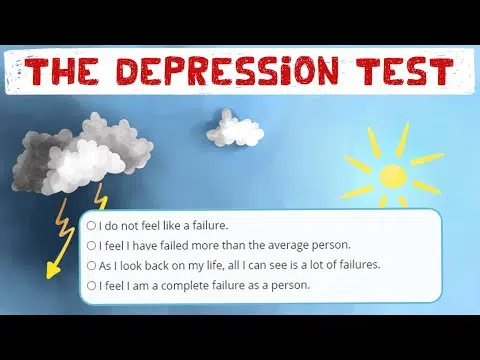 THE DEPRESSiON TEST
I do not feel like a failure.
I feel I have failed more than the average person.
As I look back on my life, all I can see is a lot of failures.
I feel I am a complete failure as a person.